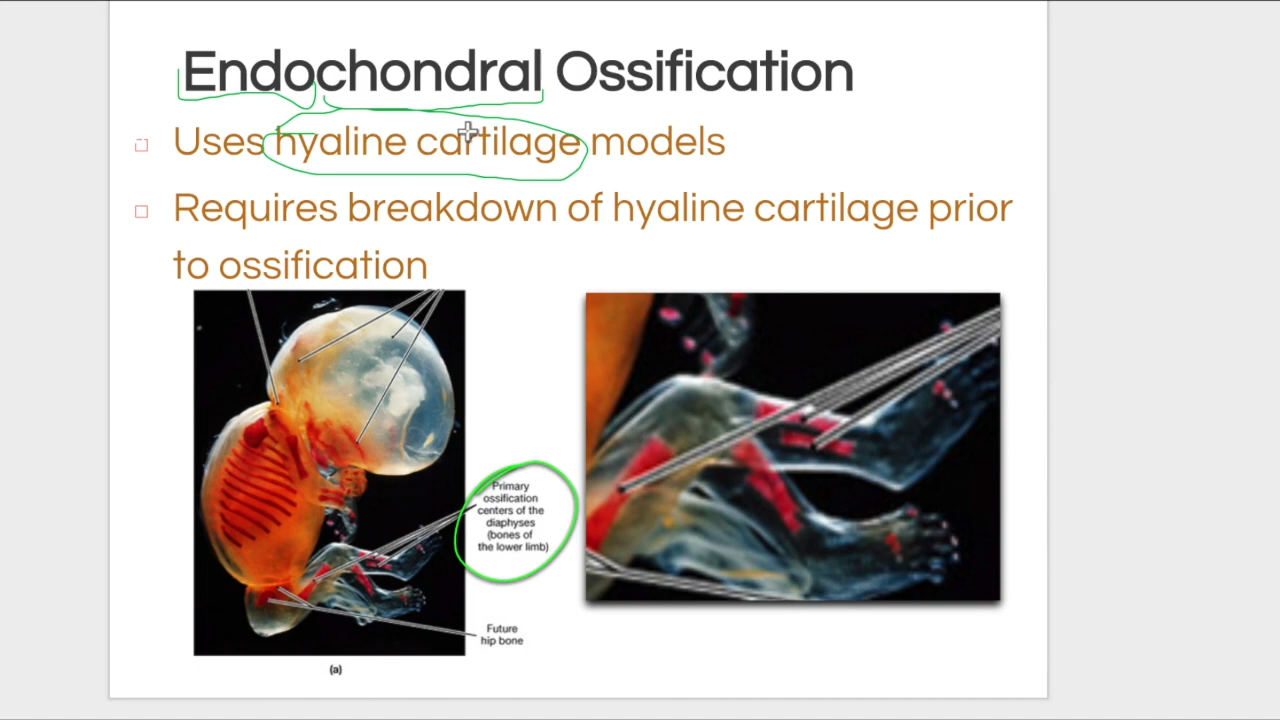 Endochondral Ossification
Uses hyaline cartilage models
Requires breakdown of hyaline cartilage prior
to ossification
Primary
ossification
centers of the
diaphyses
(bones of
the lower limb)
Future
hip bone
(a)